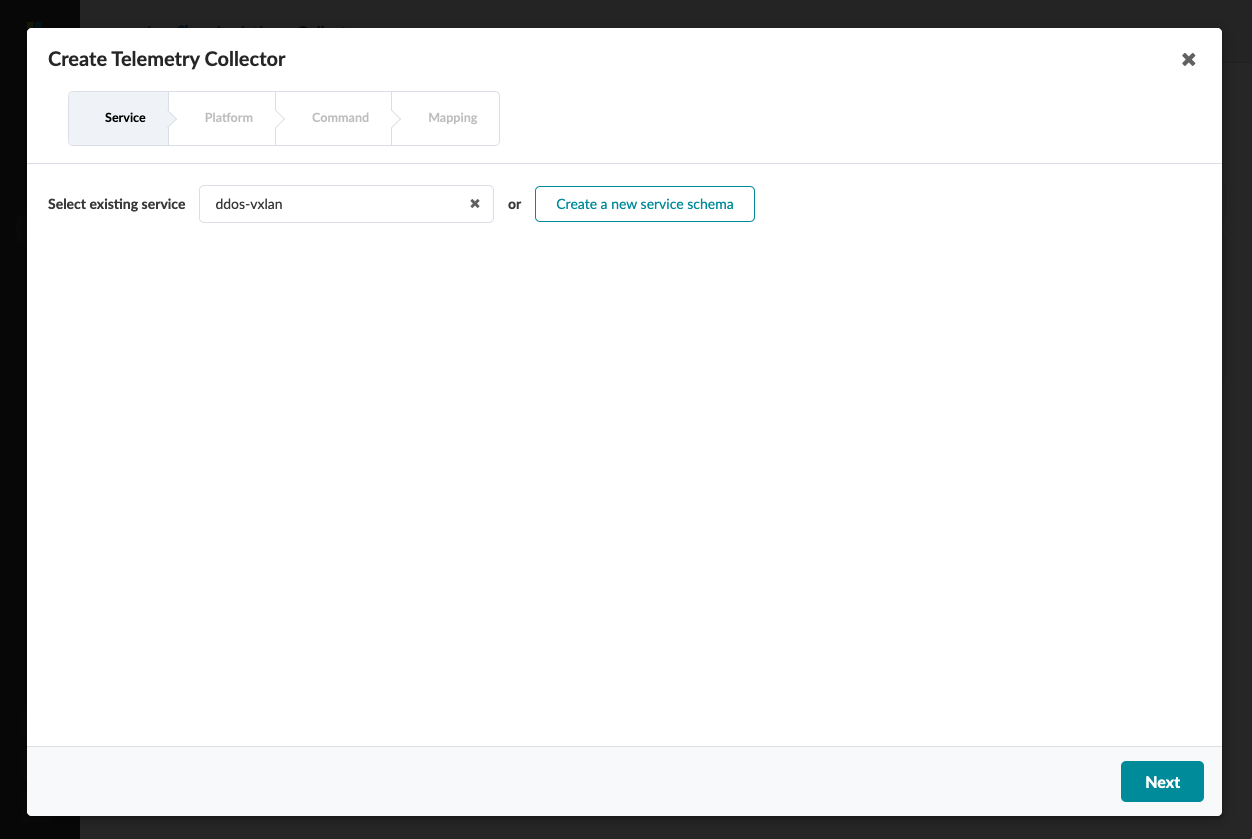 Create Telemetry Collector
Service Platform Command Mapping
Select existing service ddos-vxlan or Create a new service schema
Next